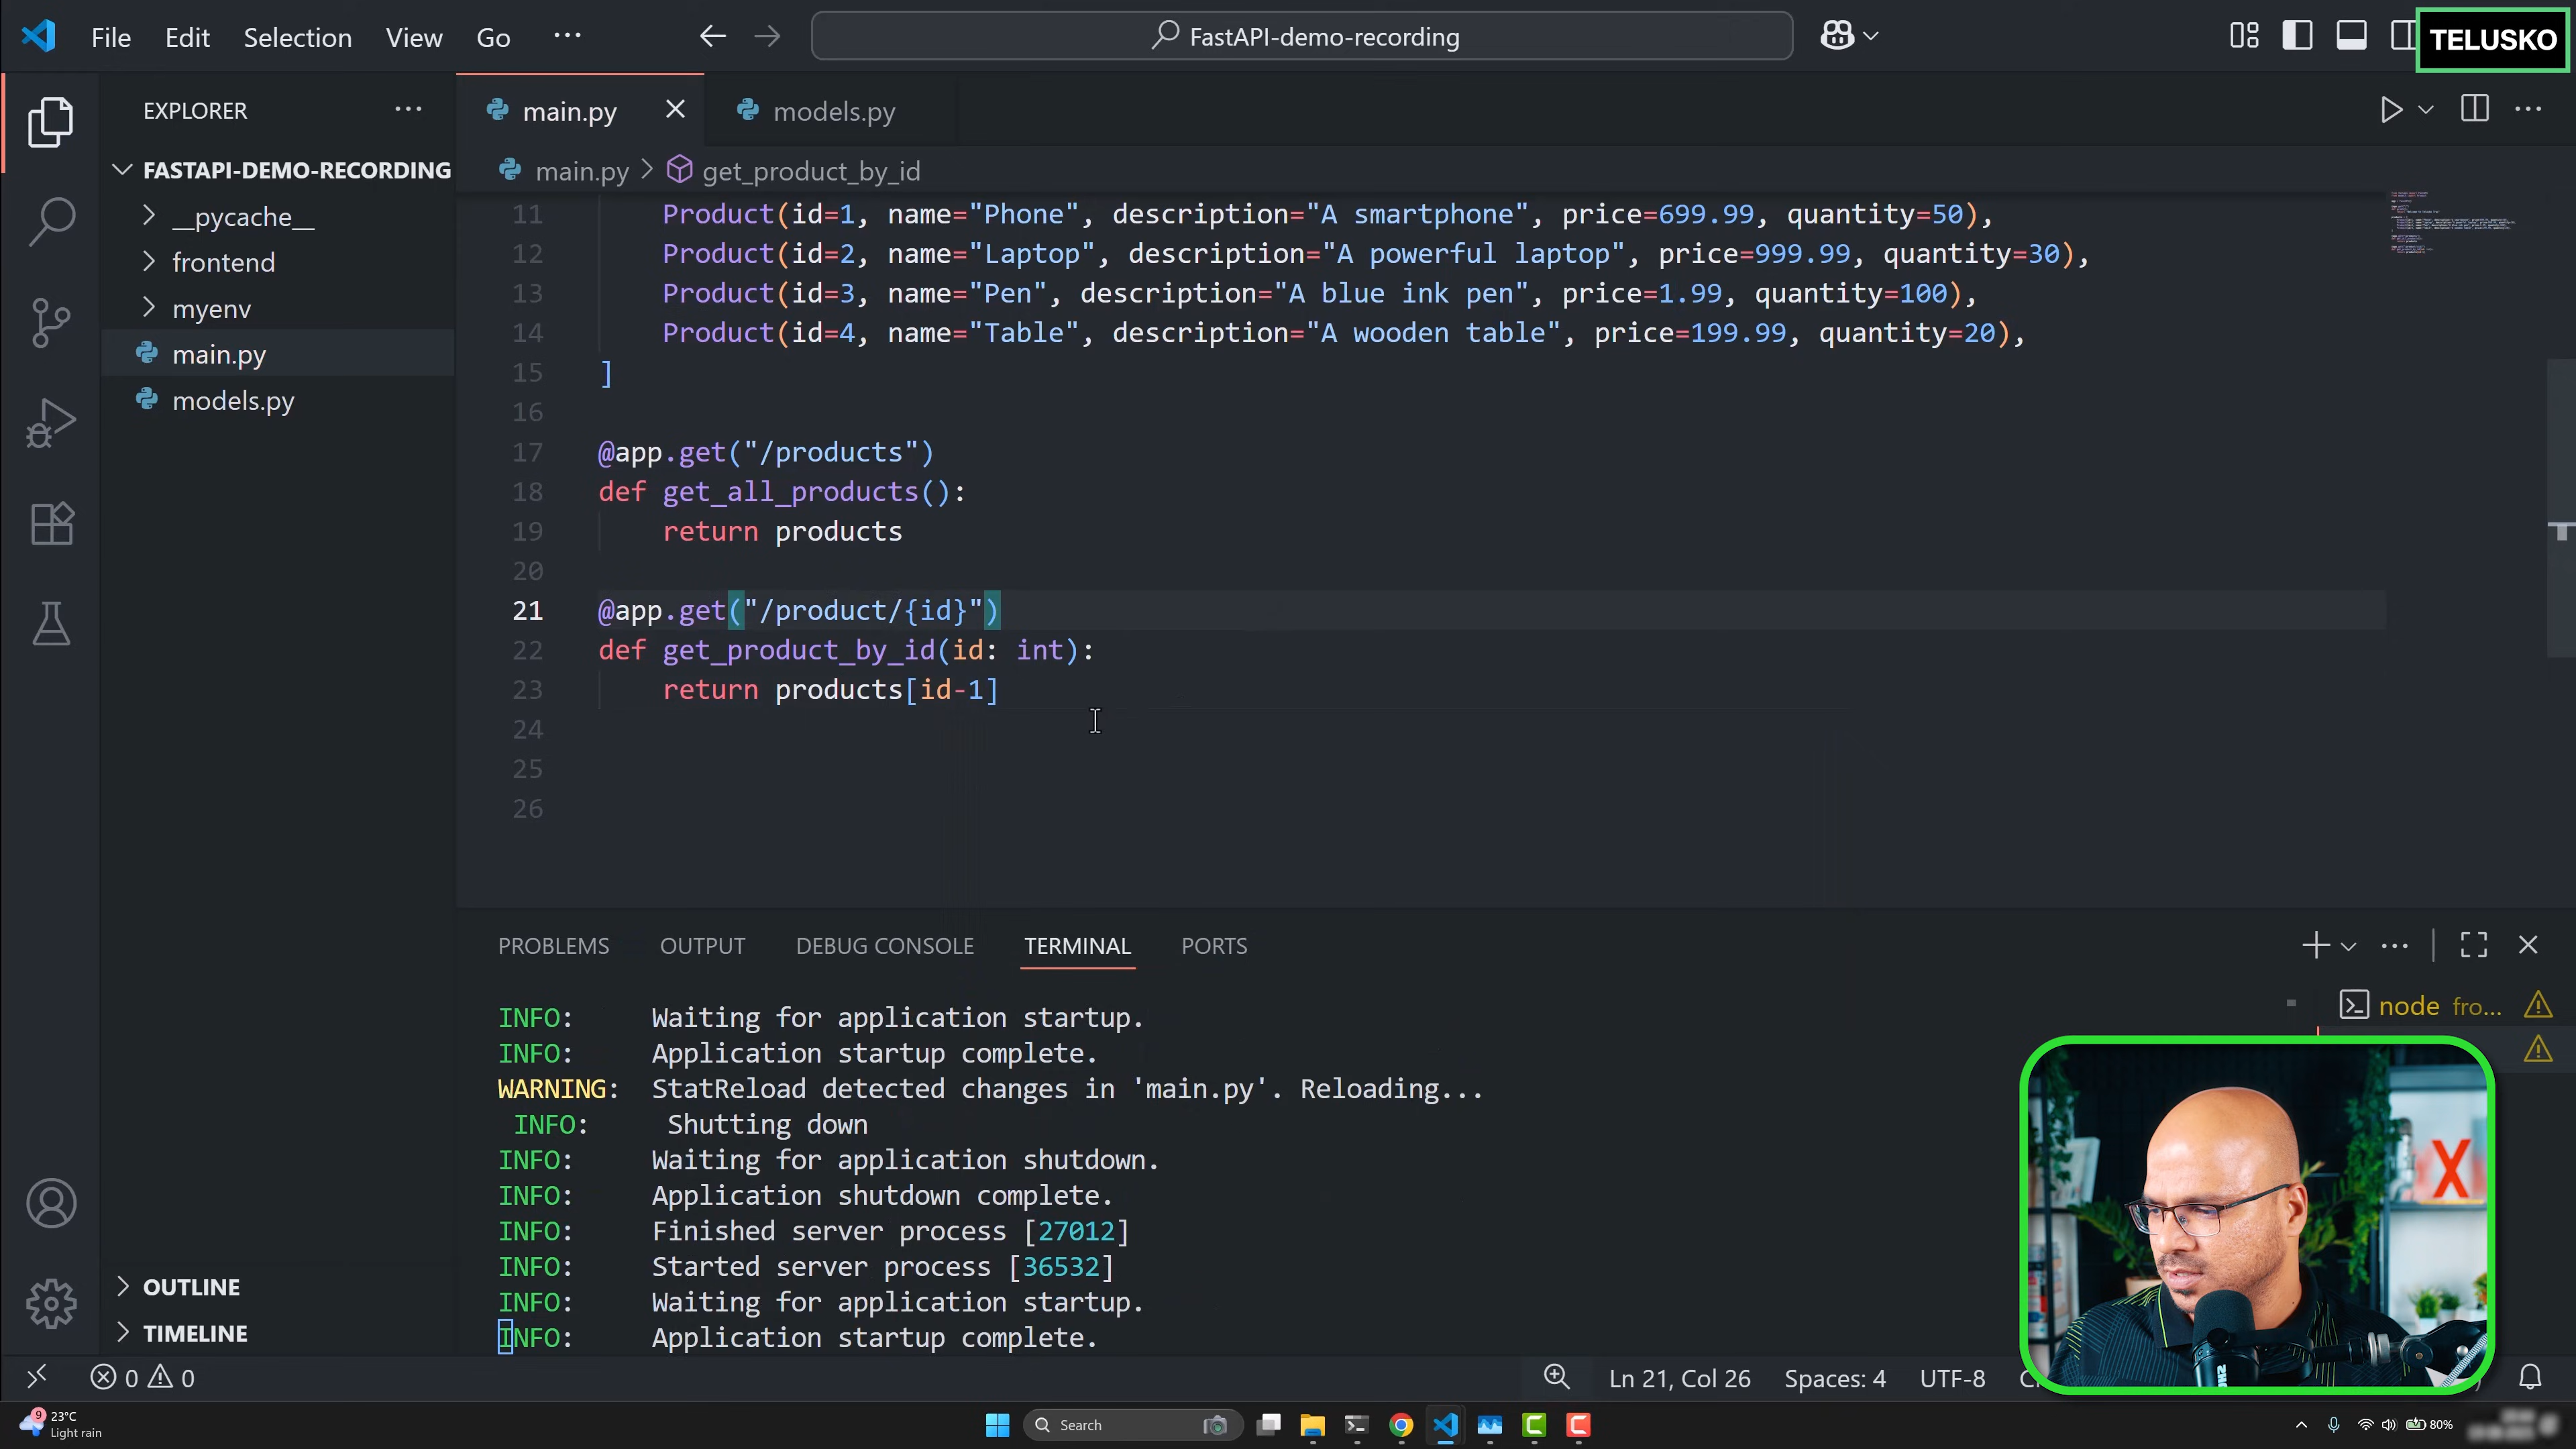 File Edit Selection View Go ··· FastAPI-demo-recording TELUSKO
EXPLORER ···
main.py models.py
FASTAPI-DEMO-RECORDING
__pycache__
frontend
myenv
main.py
models.py
OUTLINE
TIMELINE
main.py > get_product_by_id
11 Product(id=1, name="Phone", description="A smartphone", price=699.99, quantity=50),
12 Product(id=2, name="Laptop", description="A powerful laptop", price=999.99, quantity=30),
13 Product(id=3, name="Pen", description="A blue ink pen", price=1.99, quantity=100),
14 Product(id=4, name="Table", description="A wooden table", price=199.99, quantity=20),
15 ]
16
17 @app.get("/products")
18 def get_all_products():
19 return products
20
21 @app.get("/product/{id}")
22 def get_product_by_id(id: int):
23 return products[id-1]
24
25
26
PROBLEMS OUTPUT DEBUG CONSOLE TERMINAL PORTS
INFO: Waiting for application startup.
INFO: Application startup complete.
WARNING: StatReload detected changes in 'main.py'. Reloading...
INFO: Shutting down
INFO: Waiting for application shutdown.
INFO: Application shutdown complete.
INFO: Finished server process [27012]
INFO: Started server process [36532]
INFO: Waiting for application startup.
INFO: Application startup complete.
node fro...
X
0 0 Ln 21, Col 26 Spaces: 4 UTF-8
9 23°C
Light rain
Search
80%